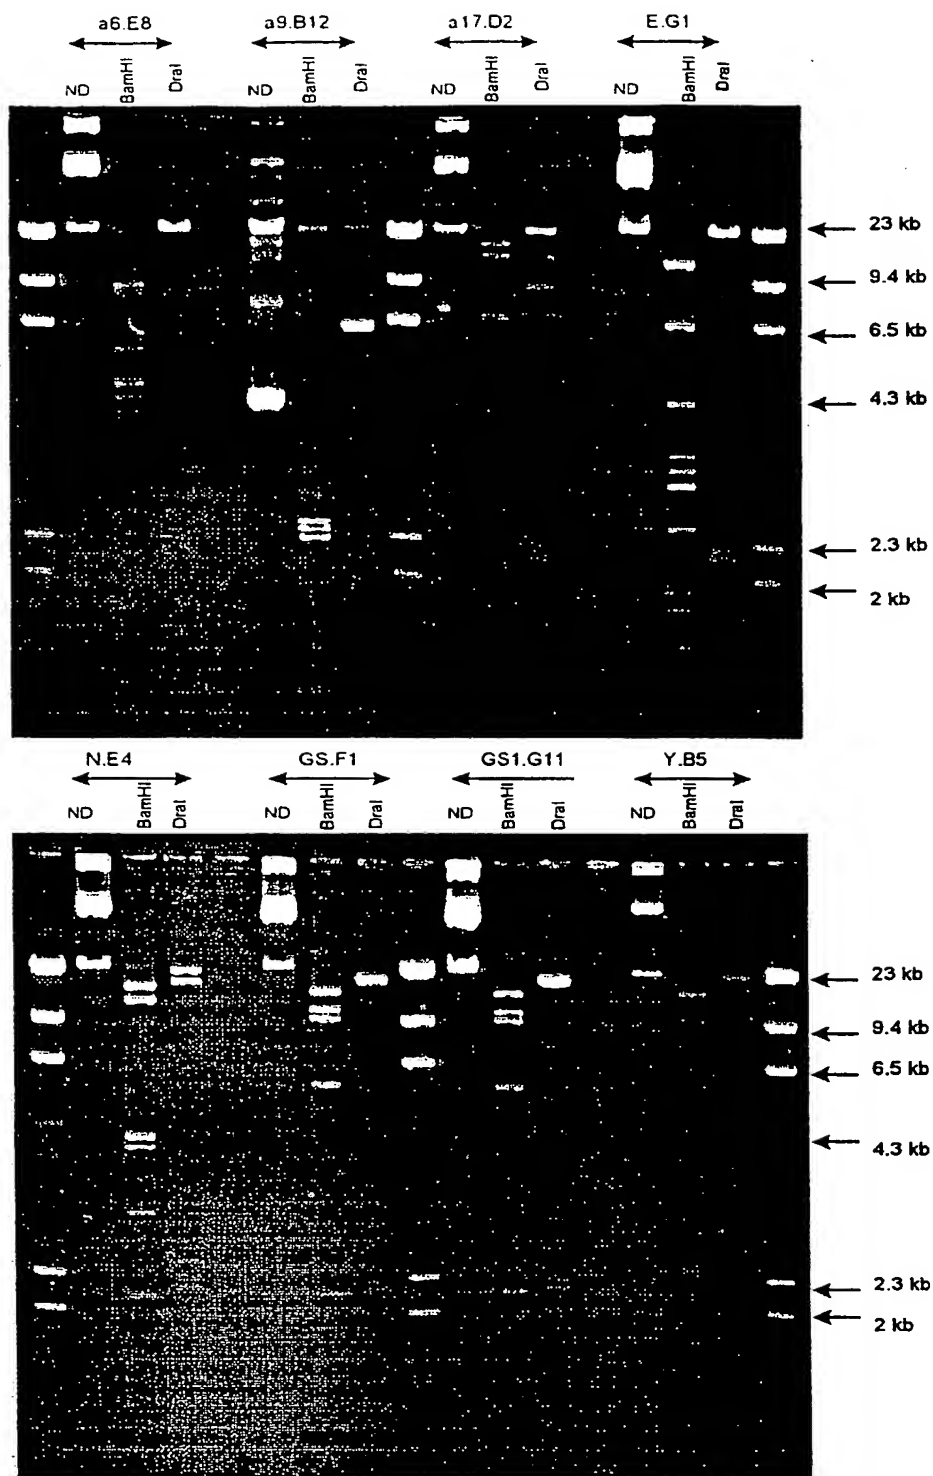 a6.E8 a9.B12 a17.D2 E.G1
ND BamHI DraI ND BamHI DraI ND BamHI DraI ND BamHI DraI
23 kb
9.4 kb
6.5 kb
4.3 kb
2.3 kb
2 kb
N.E4 GS.F1 GS1.G11 Y.B5
ND BamHI DraI ND BamHI DraI ND BamHI DraI ND BamHI DraI
23 kb
9.4 kb
6.5 kb
4.3 kb
2.3 kb
2 kb